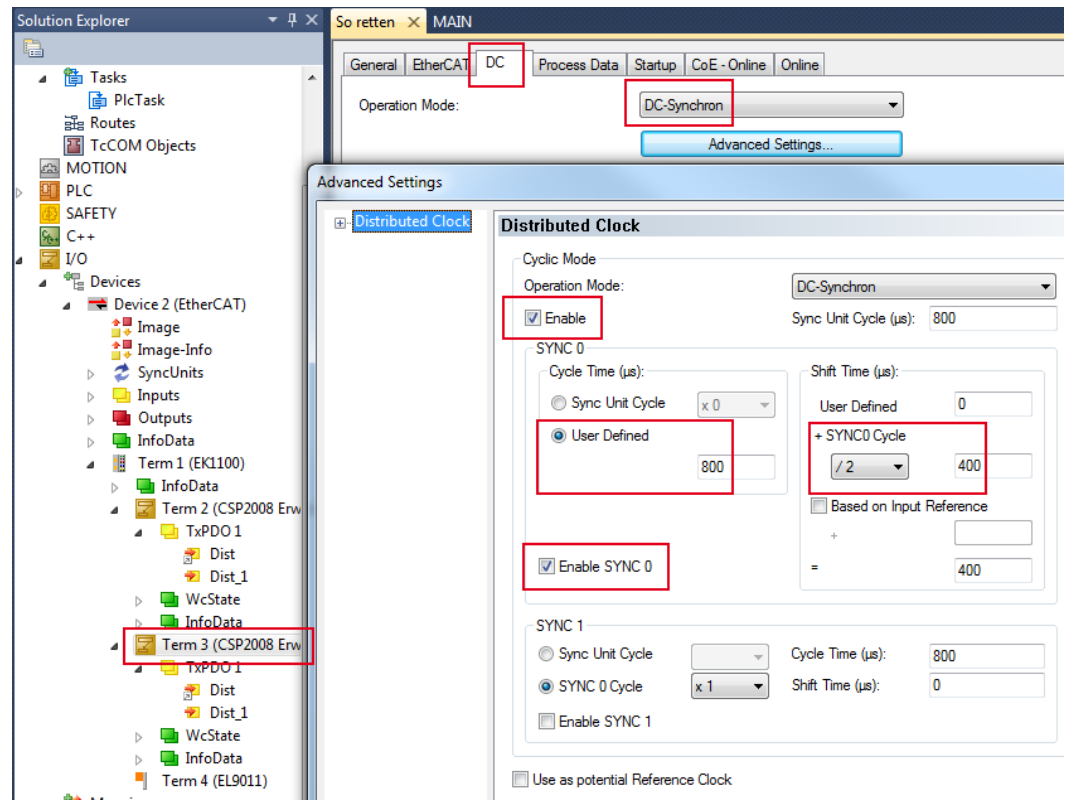 Solution Explorer
Tasks
PlcTask
Routes
TcCOM Objects
MOTION
PLC
SAFETY
C++
I/O
Devices
Device 2 (EtherCAT)
Image
Image-Info
SyncUnits
Inputs
Outputs
InfoData
Term 1 (EK1100)
InfoData
Term 2 (CSP2008 Erw
TxPDO 1
Dist
Dist_1
WcState
InfoData
Term 3 (CSP2008 Erw
TxPDO 1
Dist
Dist_1
WcState
InfoData
Term 4 (EL9011)
So retten MAIN
General EtherCAT DC Process Data Startup CoE - Online Online
Operation Mode: DC-Synchron
Advanced Settings...
Advanced Settings
Distributed Clock
Distributed Clock
Cyclic Mode
Operation Mode: DC-Synchron
Enable Sync Unit Cycle (µs): 800
SYNC 0
Cycle Time (µs): Shift Time (µs):
Sync Unit Cycle x 0 User Defined 0
User Defined + SYNC0 Cycle
800 / 2 400
Based on Input Reference
+
Enable SYNC 0 = 400
SYNC 1
Sync Unit Cycle Cycle Time (µs): 800
SYNC 0 Cycle x 1 Shift Time (µs): 0
Enable SYNC 1
Use as potential Reference Clock